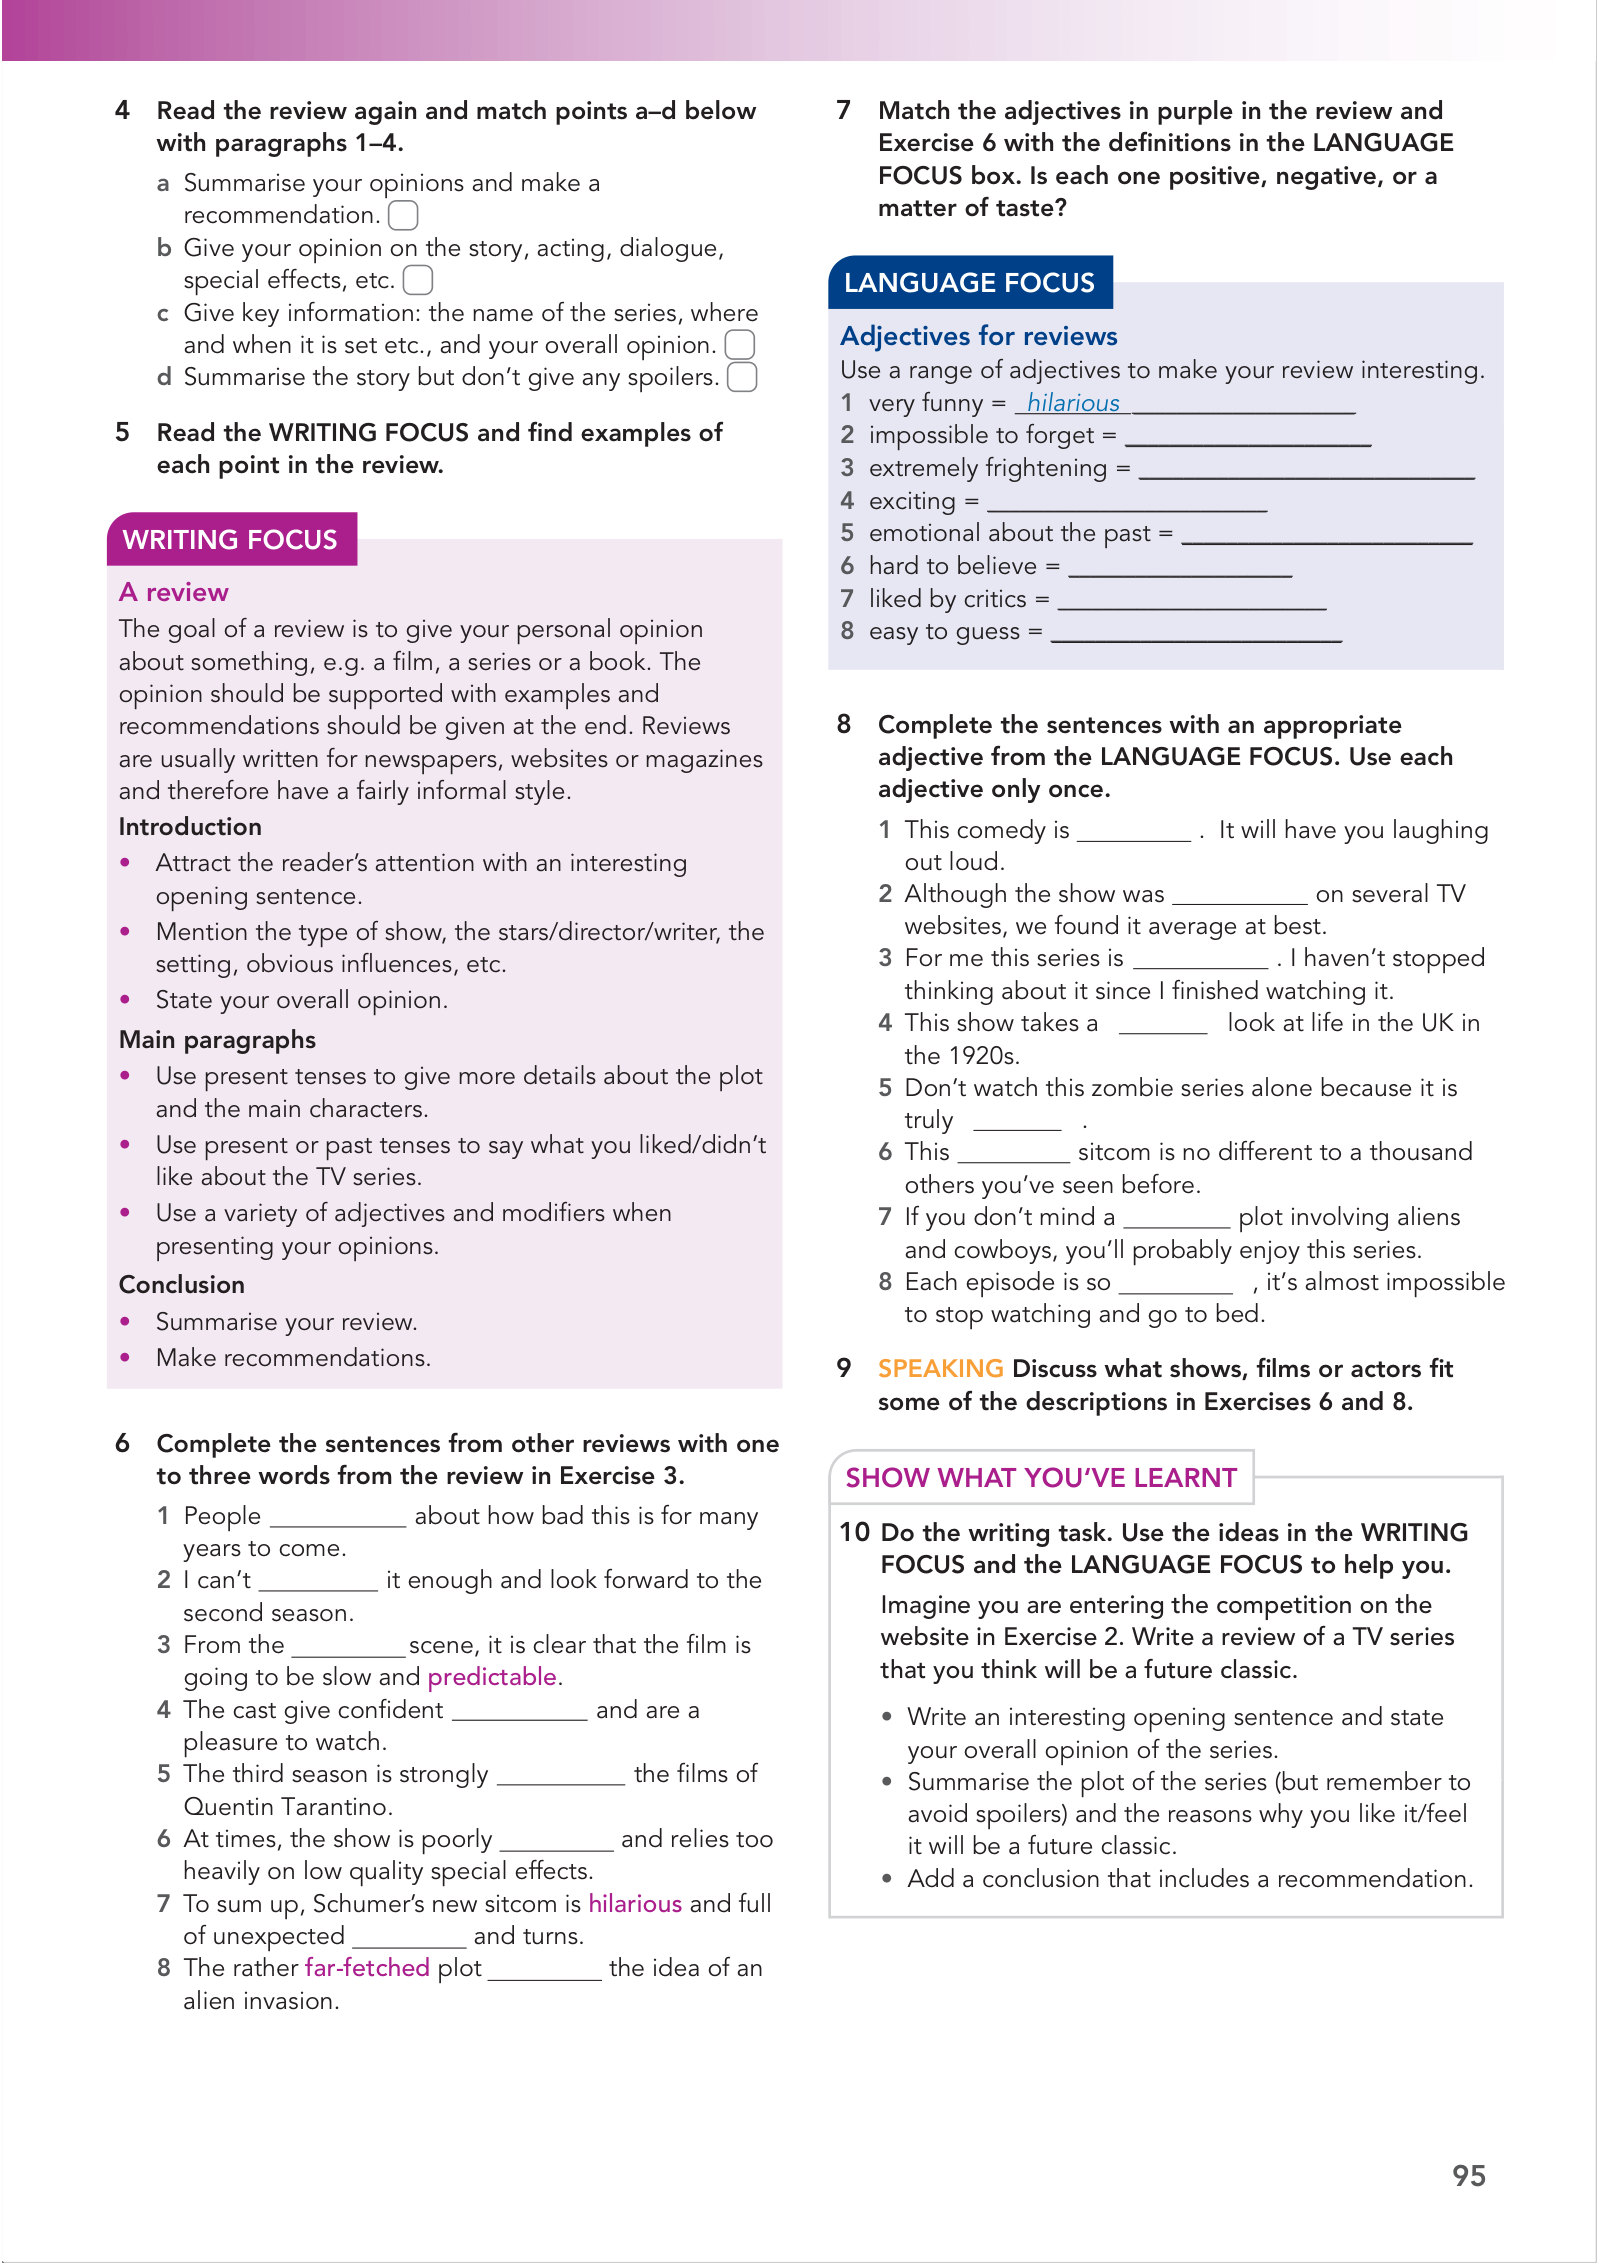 4 Read the review again and match points a–d below
with paragraphs 1–4.
a Summarise your opinions and make a
recommendation.
b Give your opinion on the story, acting, dialogue,
special effects, etc.
c Give key information: the name of the series, where
and when it is set etc., and your overall opinion.
d Summarise the story but don't give any spoilers.
5 Read the WRITING FOCUS and find examples of
each point in the review.
WRITING FOCUS
A review
The goal of a review is to give your personal opinion
about something, e.g. a film, a series or a book. The
opinion should be supported with examples and
recommendations should be given at the end. Reviews
are usually written for newspapers, websites or magazines
and therefore have a fairly informal style.
Introduction
• Attract the reader's attention with an interesting
opening sentence.
• Mention the type of show, the stars/director/writer, the
setting, obvious influences, etc.
• State your overall opinion.
Main paragraphs
• Use present tenses to give more details about the plot
and the main characters.
• Use present or past tenses to say what you liked/didn't
like about the TV series.
• Use a variety of adjectives and modifiers when
presenting your opinions.
Conclusion
• Summarise your review.
• Make recommendations.
6 Complete the sentences from other reviews with one
to three words from the review in Exercise 3.
1 People __________ about how bad this is for many
years to come.
2 I can't __________ it enough and look forward to the
second season.
3 From the __________ scene, it is clear that the film is
going to be slow and predictable.
4 The cast give confident __________ and are a
pleasure to watch.
5 The third season is strongly __________ the films of
Quentin Tarantino.
6 At times, the show is poorly __________ and relies too
heavily on low quality special effects.
7 To sum up, Schumer's new sitcom is hilarious and full
of unexpected __________ and turns.
8 The rather far-fetched plot __________ the idea of an
alien invasion.
7 Match the adjectives in purple in the review and
Exercise 6 with the definitions in the LANGUAGE
FOCUS box. Is each one positive, negative, or a
matter of taste?
LANGUAGE FOCUS
Adjectives for reviews
Use a range of adjectives to make your review interesting.
1 very funny = hilarious __________
2 impossible to forget = __________
3 extremely frightening = __________
4 exciting = __________
5 emotional about the past = __________
6 hard to believe = __________
7 liked by critics = __________
8 easy to guess = __________
8 Complete the sentences with an appropriate
adjective from the LANGUAGE FOCUS. Use each
adjective only once.
1 This comedy is __________ . It will have you laughing
out loud.
2 Although the show was __________ on several TV
websites, we found it average at best.
3 For me this series is __________ . I haven't stopped
thinking about it since I finished watching it.
4 This show takes a __________ look at life in the UK in
the 1920s.
5 Don't watch this zombie series alone because it is
truly __________ .
6 This __________ sitcom is no different to a thousand
others you've seen before.
7 If you don't mind a __________ plot involving aliens
and cowboys, you'll probably enjoy this series.
8 Each episode is so __________ , it's almost impossible
to stop watching and go to bed.
9 SPEAKING Discuss what shows, films or actors fit
some of the descriptions in Exercises 6 and 8.
SHOW WHAT YOU'VE LEARNT
10 Do the writing task. Use the ideas in the WRITING
FOCUS and the LANGUAGE FOCUS to help you.
Imagine you are entering the competition on the
website in Exercise 2. Write a review of a TV series
that you think will be a future classic.
• Write an interesting opening sentence and state
your overall opinion of the series.
• Summarise the plot of the series (but remember to
avoid spoilers) and the reasons why you like it/feel
it will be a future classic.
• Add a conclusion that includes a recommendation.
95